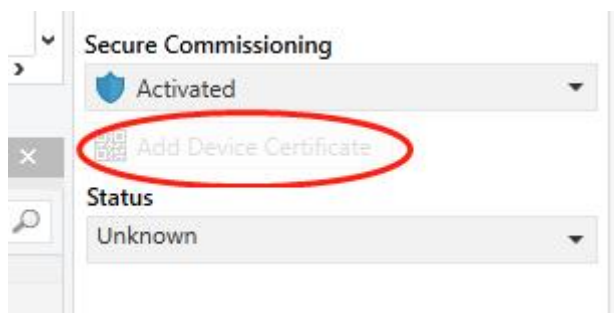 Secure Commissioning
Activated
Add Device Certificate
Status
Unknown